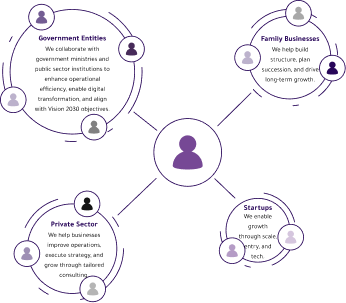 Government Entities
We collaborate with
government ministries and
public sector institutions to
enhance operational
efficiency, enable digital
transformation, and align
with Vision 2030 objectives.
Family Businesses
We help build
structure, plan
succession, and drive
long-term growth.
Private Sector
We help businesses
improve operations,
execute strategy, and
grow through tailored
consulting.
Startups
We enable
growth
through scale,
entry, and
tech.